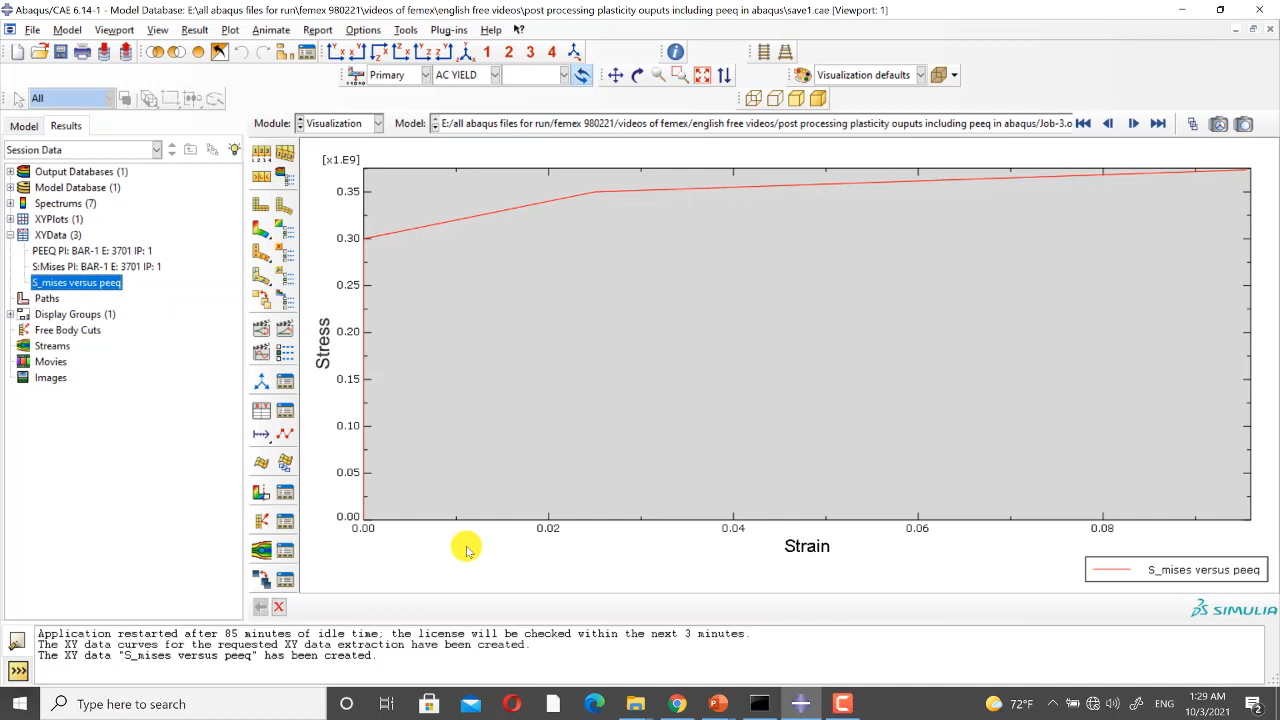 Abaqus/CAE 6.14-1 - Model Database: E:\all abaqus files for run\femex 980221\videos of femex\english free videos\post processing plasticity ouputs including peeq in abaqus\save1.cae [Viewport: 1]
File Model Viewport View Result Plot Animate Report Options Tools Plug-ins Help
1 2 3 4
Primary AC YIELD Visualization defaults
All
Model Results Module: Visualization Model: E:/all abaqus files for run/femex 980221/videos of femex/english free videos/post processing plasticity ouputs including peeq in abaqus/Job-3.o
Session Data
Output Databases (1)
Model Database (1)
Spectrums (7)
XYPlots (1)
XYData (3)
PEEQ PI: BAR-1 E: 3701 IP: 1
S:Mises PI: BAR-1 E: 3701 IP: 1
S_mises versus peeq
Paths
Display Groups (1)
Free Body Cuts
Streams
Movies
Images
[x1.E9]
0.35
0.30
0.25
0.20
0.15
0.10
0.05
0.00
Stress
0.00 0.02 0.04 0.06 0.08
Strain
S_mises versus peeq
SIMULIA
Application restarted after 85 minutes of idle time; the license will be checked within the next 3 minutes.
The XY data curves for the requested XY data extraction have been created.
The XY data "S_mises versus peeq" has been created.
>>>
Type here to search
72°F ENG
1:29 AM
10/3/2021
2